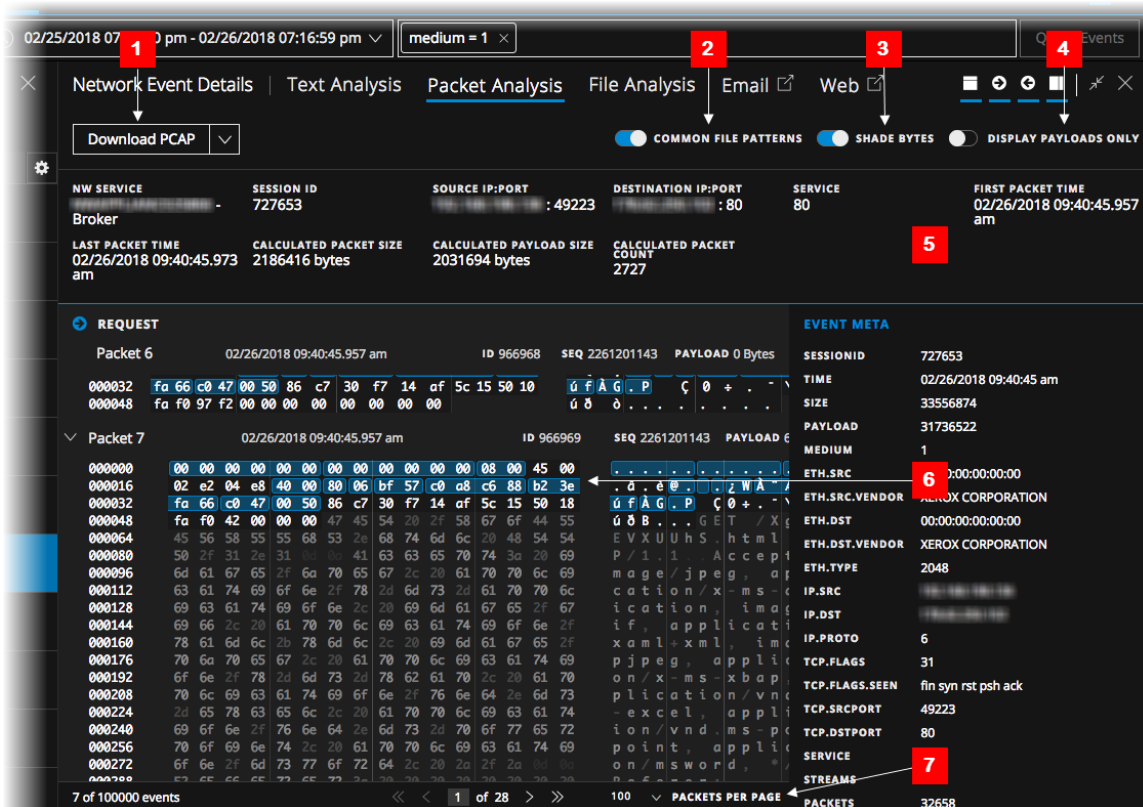 02/25/2018 07 0 pm - 02/26/2018 07:16:59 pm medium = 1 × Events
1 2 3 4
Network Event Details | Text Analysis Packet Analysis File Analysis Email Web
Download PCAP COMMON FILE PATTERNS SHADE BYTES DISPLAY PAYLOADS ONLY
NW SERVICE SESSION ID SOURCE IP:PORT DESTINATION IP:PORT SERVICE FIRST PACKET TIME
- 727653 : 49223 : 80 80 02/26/2018 09:40:45.957
Broker am
LAST PACKET TIME CALCULATED PACKET SIZE CALCULATED PAYLOAD SIZE CALCULATED PACKET
COUNT
02/26/2018 09:40:45.973 2186416 bytes 2031694 bytes 2727
am
5
REQUEST
Packet 6 02/26/2018 09:40:45.957 am ID 966968 SEQ 2261201143 PAYLOAD 0 Bytes
000032 fa 66 c0 47 00 50 86 c7 30 f7 14 af 5c 15 50 10 ú f À G . P Ç 0 ÷ . ¯
000048 fa f0 97 f2 00 00 00 00 00 00 00 00 ú ð ò . . . . . . . .
Packet 7 02/26/2018 09:40:45.957 am ID 966969 SEQ 2261201143 PAYLOAD 6
000000 00 00 00 00 00 00 00 00 00 00 00 00 08 00 45 00 . . . . . . . . . . . .
000016 02 e2 04 e8 40 00 80 06 bf 57 c0 a8 c6 88 b2 3e . â . è @ . . ¿ W À ¨
000032 fa 66 c0 47 00 50 86 c7 30 f7 14 af 5c 15 50 18 ú f À G . P Ç 0 ÷ . ¯
000048 fa f0 42 00 00 00 47 45 54 20 2f 58 67 6f 44 55 ú ð B . . . G E T / X g
000064 45 56 58 55 55 68 53 2e 68 74 6d 6c 20 48 54 54 E V X U U h S . h t m l
000080 50 2f 31 2e 31 0d 0a 41 63 63 65 70 74 3a 20 69 P / 1 . 1 A c c e p t
000096 6d 61 67 65 2f 6a 70 65 67 2c 20 61 70 70 6c 69 m a g e / j p e g , a p
000112 63 61 74 69 6f 6e 2f 78 2d 6d 73 2d 61 70 70 6c c a t i o n / x - m s - a
000128 69 63 61 74 69 6f 6e 2c 20 69 6d 61 67 65 2f 67 i c a t i o n , i m a g
000144 69 66 2c 20 61 70 70 6c 69 63 61 74 69 6f 6e 2f i f , a p p l i c a t i
000160 78 61 6d 6c 2b 78 6d 6c 2c 20 69 6d 61 67 65 2f x a m l + x m l , i m a
000176 70 6a 70 65 67 2c 20 61 70 70 6c 69 63 61 74 69 p j p e g , a p p l i c
000192 6f 6e 2f 78 2d 6d 73 2d 78 62 61 70 2c 20 61 70 o n / x - m s - x b a p
000208 70 6c 69 63 61 74 69 6f 6e 2f 76 6e 64 2e 6d 73 p l i c a t i o n / v n d
000224 2d 65 78 63 65 6c 2c 20 61 70 70 6c 69 63 61 74 - e x c e l , a p p l i
000240 69 6f 6e 2f 76 6e 64 2e 6d 73 2d 70 6f 77 65 72 i o n / v n d . m s - p o
000256 70 6f 69 6e 74 2c 20 61 70 70 6c 69 63 61 74 69 p o i n t , a p p l i c
000272 6f 6e 2f 6d 73 77 6f 72 64 2c 20 2a 2f 2a 0d 0a o n / m s w o r d , * /
000288 52 65 66 65 72 65 72 3a 20 20 20 20 20 20 20 20 R e f e r e r :
6
7
7 of 100000 events 1 of 28 100 PACKETS PER PAGE
EVENT META
SESSIONID 727653
TIME 02/26/2018 09:40:45 am
SIZE 33556874
PAYLOAD 31736522
MEDIUM 1
ETH.SRC :00:00:00:00
ETH.SRC.VENDOR XEROX CORPORATION
ETH.DST 00:00:00:00:00:00
ETH.DST.VENDOR XEROX CORPORATION
ETH.TYPE 2048
IP.SRC
IP.DST
IP.PROTO 6
TCP.FLAGS 31
TCP.FLAGS.SEEN fin syn rst psh ack
TCP.SRCPORT 49223
TCP.DSTPORT 80
SERVICE
STREAMS
PACKETS 32658